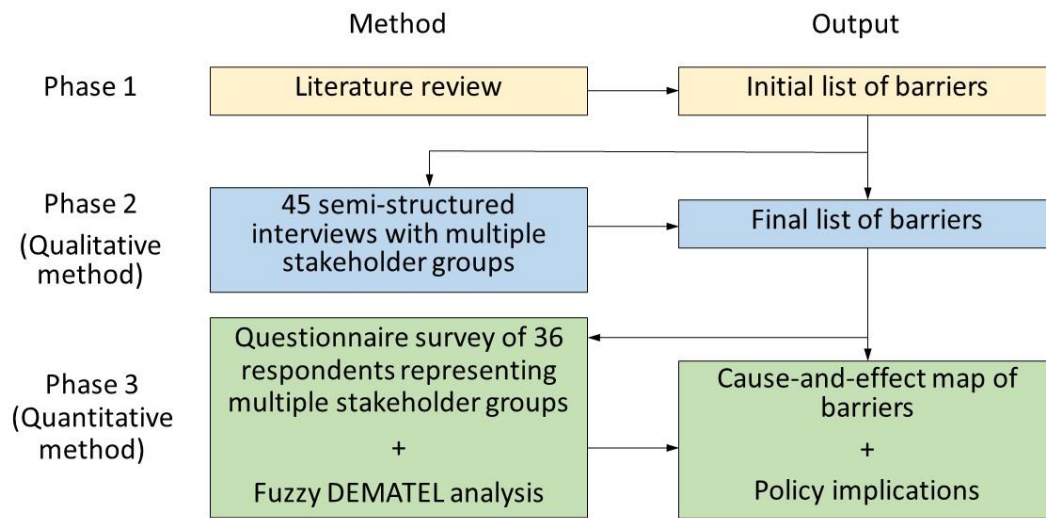 Method
Output
Phase 1
Literature review
Initial list of barriers
Phase 2
(Qualitative
method)
45 semi-structured
interviews with multiple
stakeholder groups
Final list of barriers
Phase 3
(Quantitative
method)
Questionnaire survey of 36
respondents representing
multiple stakeholder groups
+
Fuzzy DEMATEL analysis
Cause-and-effect map of
barriers
+
Policy implications